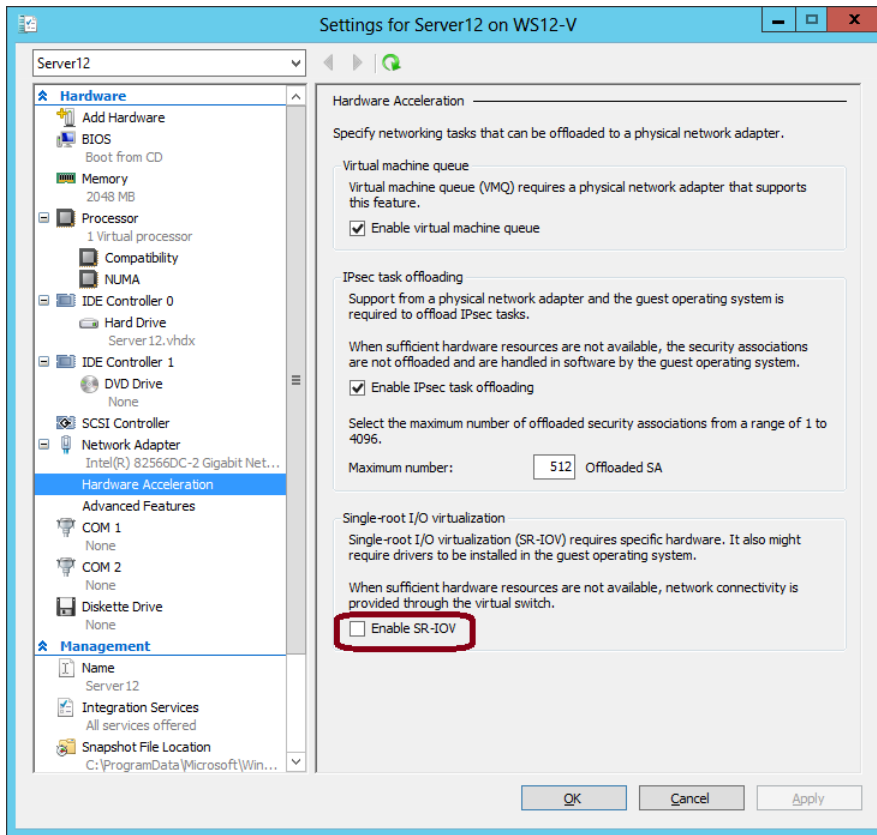 Settings for Server12 on WS12-V
Server12
Hardware
Add Hardware
BIOS
Boot from CD
Memory
2048 MB
Processor
1 Virtual processor
Compatibility
NUMA
IDE Controller 0
Hard Drive
Server12.vhdx
IDE Controller 1
DVD Drive
None
SCSI Controller
Network Adapter
Intel(R) 82566DC-2 Gigabit Net...
Hardware Acceleration
Advanced Features
COM 1
None
COM 2
None
Diskette Drive
None
Management
Name
Server12
Integration Services
All services offered
Snapshot File Location
C:\ProgramData\Microsoft\Win...
Hardware Acceleration
Specify networking tasks that can be offloaded to a physical network adapter.
Virtual machine queue
Virtual machine queue (VMQ) requires a physical network adapter that supports
this feature.
Enable virtual machine queue
IPsec task offloading
Support from a physical network adapter and the guest operating system is
required to offload IPsec tasks.
When sufficient hardware resources are not available, the security associations
are not offloaded and are handled in software by the guest operating system.
Enable IPsec task offloading
Select the maximum number of offloaded security associations from a range of 1 to
4096.
Maximum number: 512 Offloaded SA
Single-root I/O virtualization
Single-root I/O virtualization (SR-IOV) requires specific hardware. It also might
require drivers to be installed in the guest operating system.
When sufficient hardware resources are not available, network connectivity is
provided through the virtual switch.
Enable SR-IOV
OK Cancel Apply